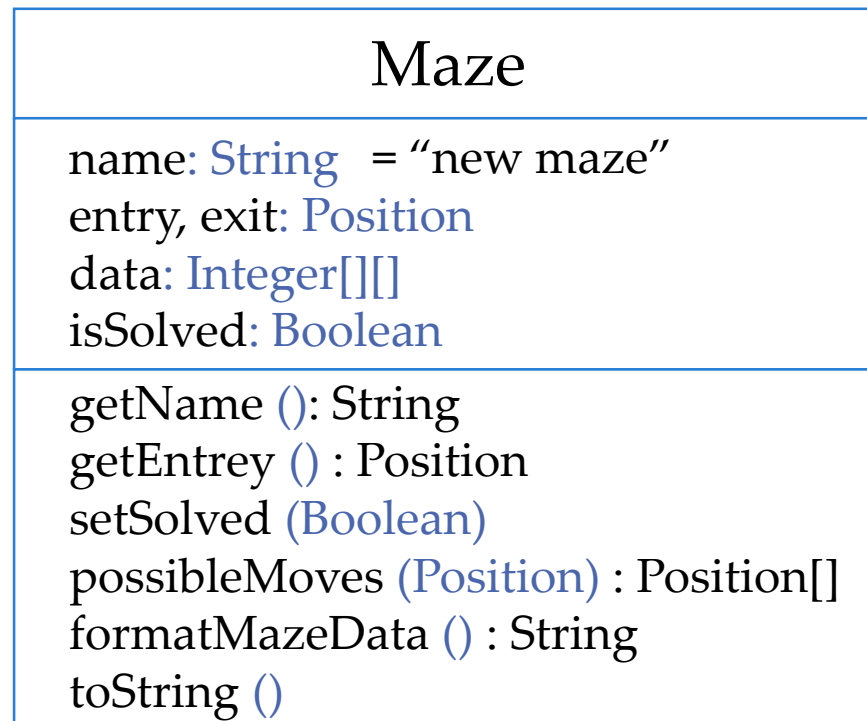 Maze
name: String = “new maze”
entry, exit: Position
data: Integer[][]
isSolved: Boolean
getName (): String
getEntrey () : Position
setSolved (Boolean)
possibleMoves (Position) : Position[]
formatMazeData () : String
toString ()